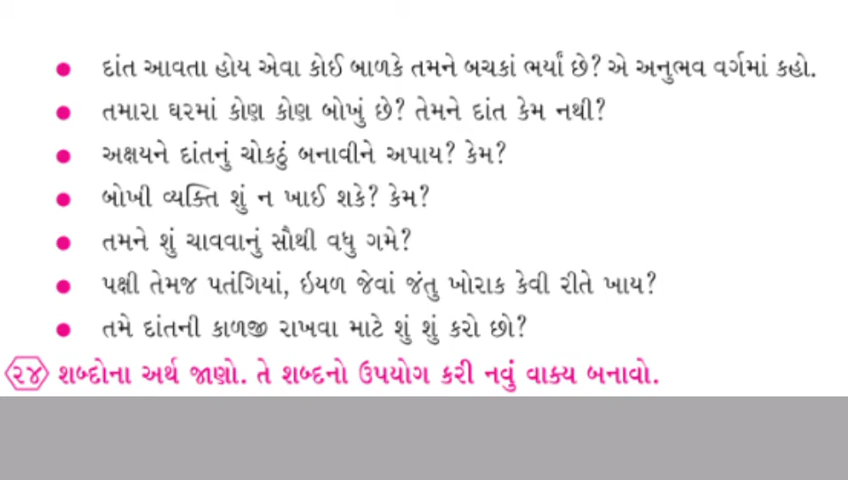 • દાંત આવતા હોય એવા કોઈ બાળકે તમને બચકાં ભર્યાં છે? એ અનુભવ વર્ગમાં કહો.
• તમારા ઘરમાં કોણ કોણ બોખું છે? તેમને દાંત કેમ નથી?
• અક્ષયને દાંતનું ચોકઠું બનાવીને અપાય? કેમ?
• બોખી વ્યક્તિ શું ન ખાઈ શકે? કેમ?
• તમને શું ચાવવાનું સૌથી વધુ ગમે?
• પક્ષી તેમજ પતંગિયાં, ઇયળ જેવાં જંતુ ખોરાક કેવી રીતે ખાય?
• તમે દાંતની કાળજી રાખવા માટે શું શું કરો છો?
૨૪ શબ્દોના અર્થ જાણો. તે શબ્દનો ઉપયોગ કરી નવું વાક્ય બનાવો.